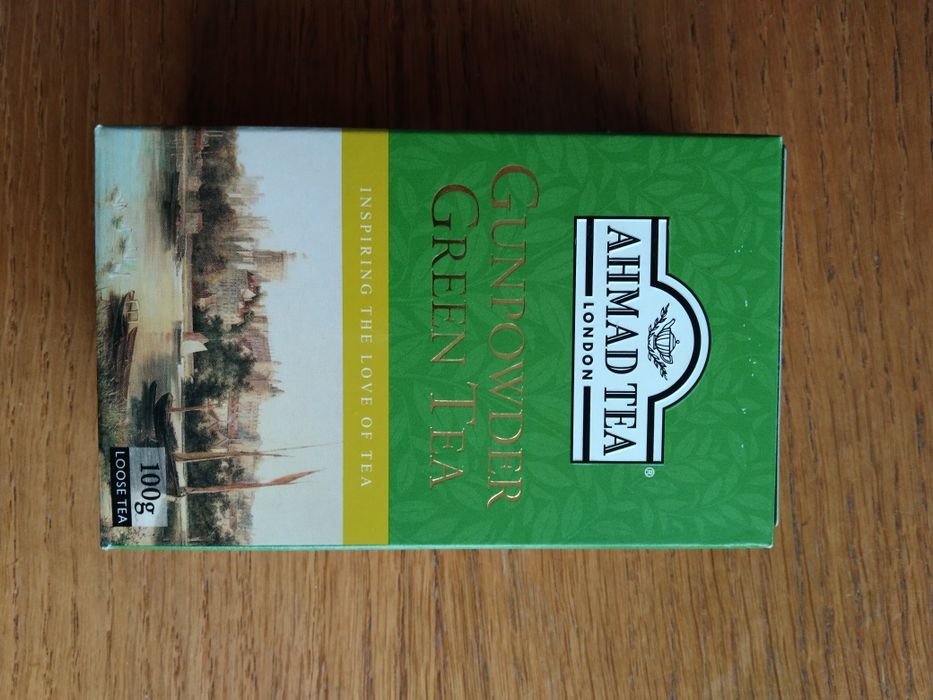 AHMAD TEA
®
LONDON
GUNPOWDER
GREEN TEA
INSPIRING THE LOVE OF TEA
100g
LOOSE TEA